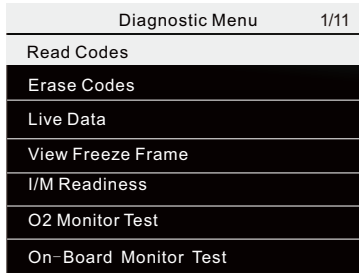 Diagnostic Menu 1/11
Read Codes
Erase Codes
Live Data
View Freeze Frame
I/M Readiness
O2 Monitor Test
On-Board Monitor Test